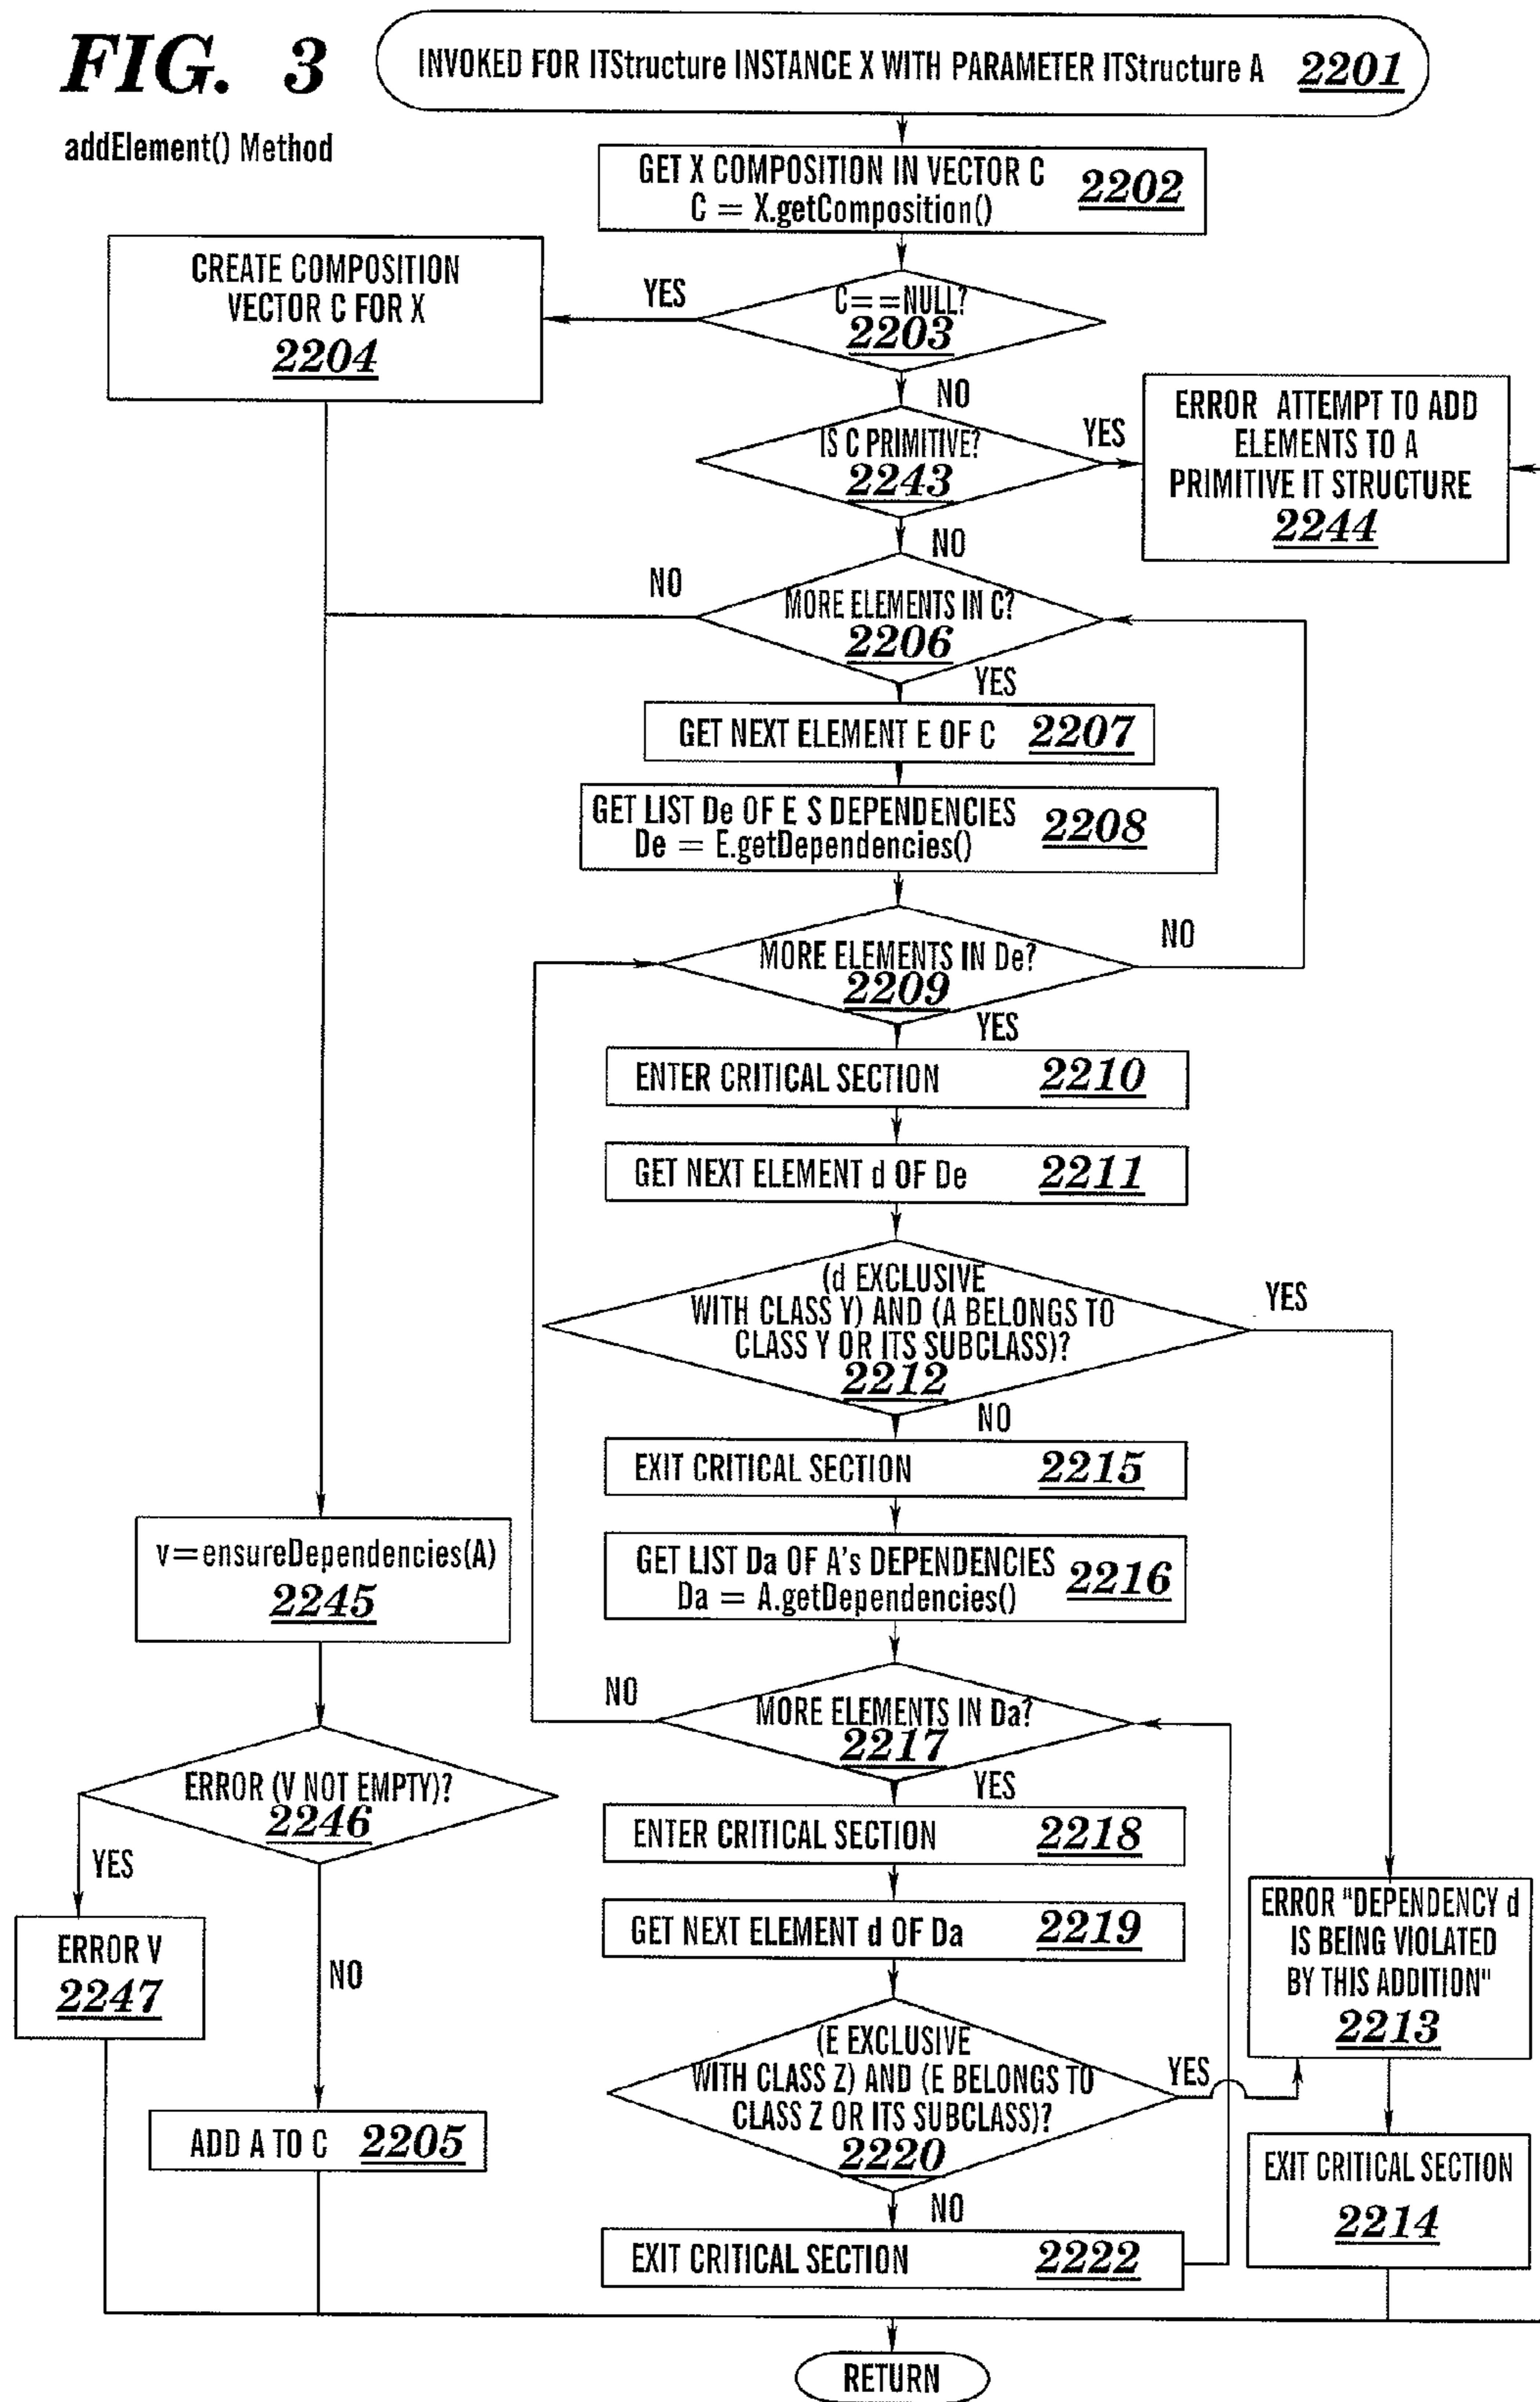 FIG. 3
addElement() Method
INVOKED FOR ITStructure INSTANCE X WITH PARAMETER ITStructure A 2201
GET X COMPOSITION IN VECTOR C
C = X.getComposition()
2202
C==NULL?
2203
YES
CREATE COMPOSITION
VECTOR C FOR X
2204
NO
IS C PRIMITIVE?
2243
YES
ERROR ATTEMPT TO ADD
ELEMENTS TO A
PRIMITIVE IT STRUCTURE
2244
NO
MORE ELEMENTS IN C?
2206
NO
YES
GET NEXT ELEMENT E OF C 2207
GET LIST De OF E S DEPENDENCIES
De = E.getDependencies()
2208
MORE ELEMENTS IN De?
2209
NO
YES
ENTER CRITICAL SECTION 2210
GET NEXT ELEMENT d OF De 2211
(d EXCLUSIVE
WITH CLASS Y) AND (A BELONGS TO
CLASS Y OR ITS SUBCLASS)?
2212
YES
NO
EXIT CRITICAL SECTION 2215
GET LIST Da OF A's DEPENDENCIES
Da = A.getDependencies()
2216
MORE ELEMENTS IN Da?
2217
NO
YES
ENTER CRITICAL SECTION 2218
GET NEXT ELEMENT d OF Da 2219
(E EXCLUSIVE
WITH CLASS Z) AND (E BELONGS TO
CLASS Z OR ITS SUBCLASS)?
2220
YES
NO
EXIT CRITICAL SECTION 2222
ERROR "DEPENDENCY d
IS BEING VIOLATED
BY THIS ADDITION"
2213
EXIT CRITICAL SECTION
2214
v=ensureDependencies(A)
2245
ERROR (V NOT EMPTY)?
2246
YES
ERROR V
2247
NO
ADD A TO C 2205
RETURN